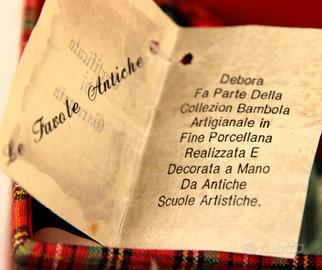 Le Favole Antiche
Debora
Fa Parte Della
Collezion Bambola
Artigianale in
Fine Porcellana
Realizzata E
Decorata a Mano
Da Antiche
Scuole Artistiche.
subito